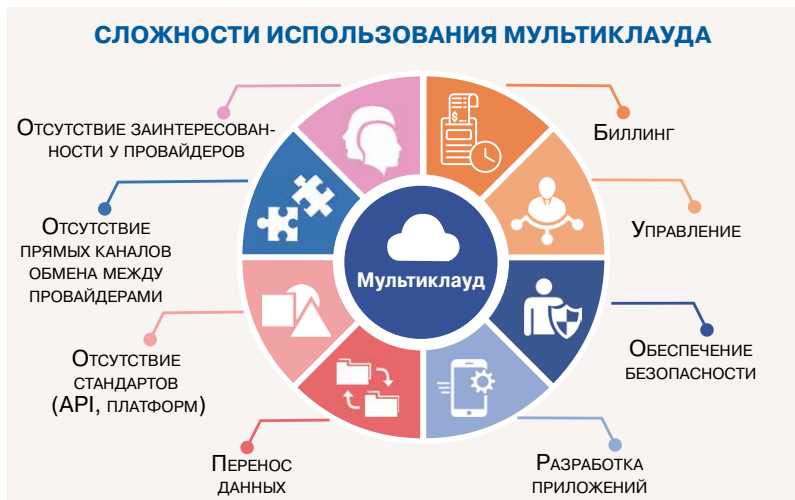 СЛОЖНОСТИ ИСПОЛЬЗОВАНИЯ МУЛЬТИКЛАУДА
Отсутствие заинтересован-
ности у провайдеров
Отсутствие
прямых каналов
обмена между
провайдерами
Отсутствие
стандартов
(API, платформ)
Перенос
данных
Мультиклауд
$
Биллинг
Управление
Обеспечение
безопасности
Разработка
приложений